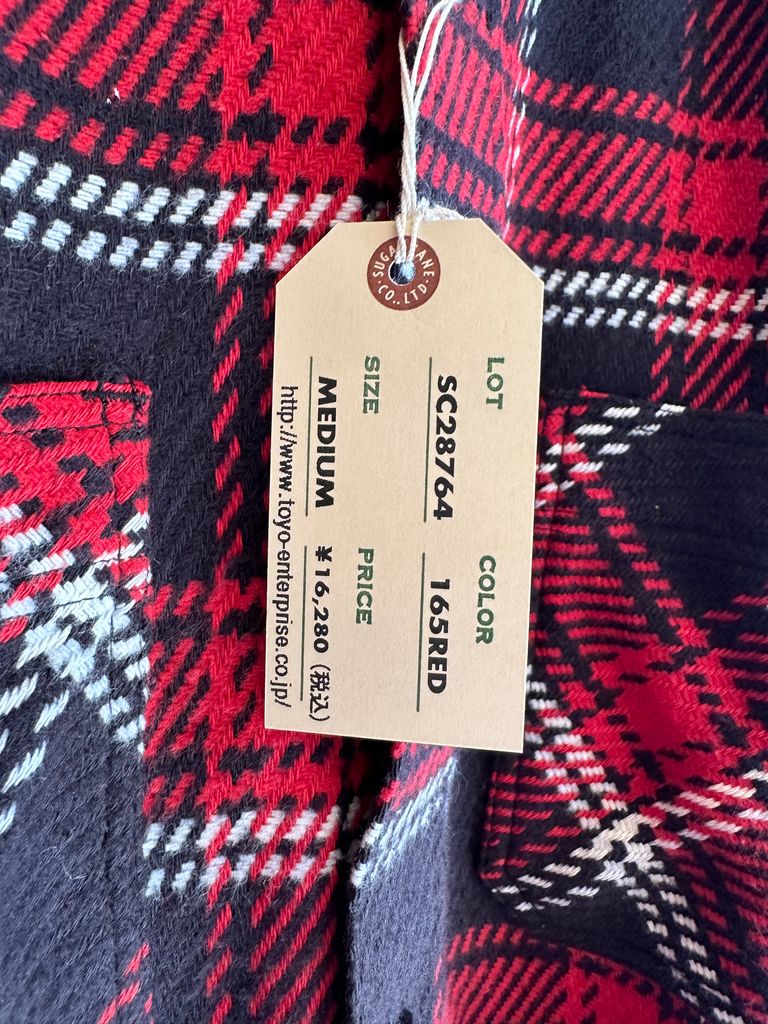 SUGAR CANE
CO., LTD.
LOT
SC28764
COLOR
165RED
SIZE
MEDIUM
PRICE
¥16,280 (税込)
http://www.toyo-enterprise.co.jp/